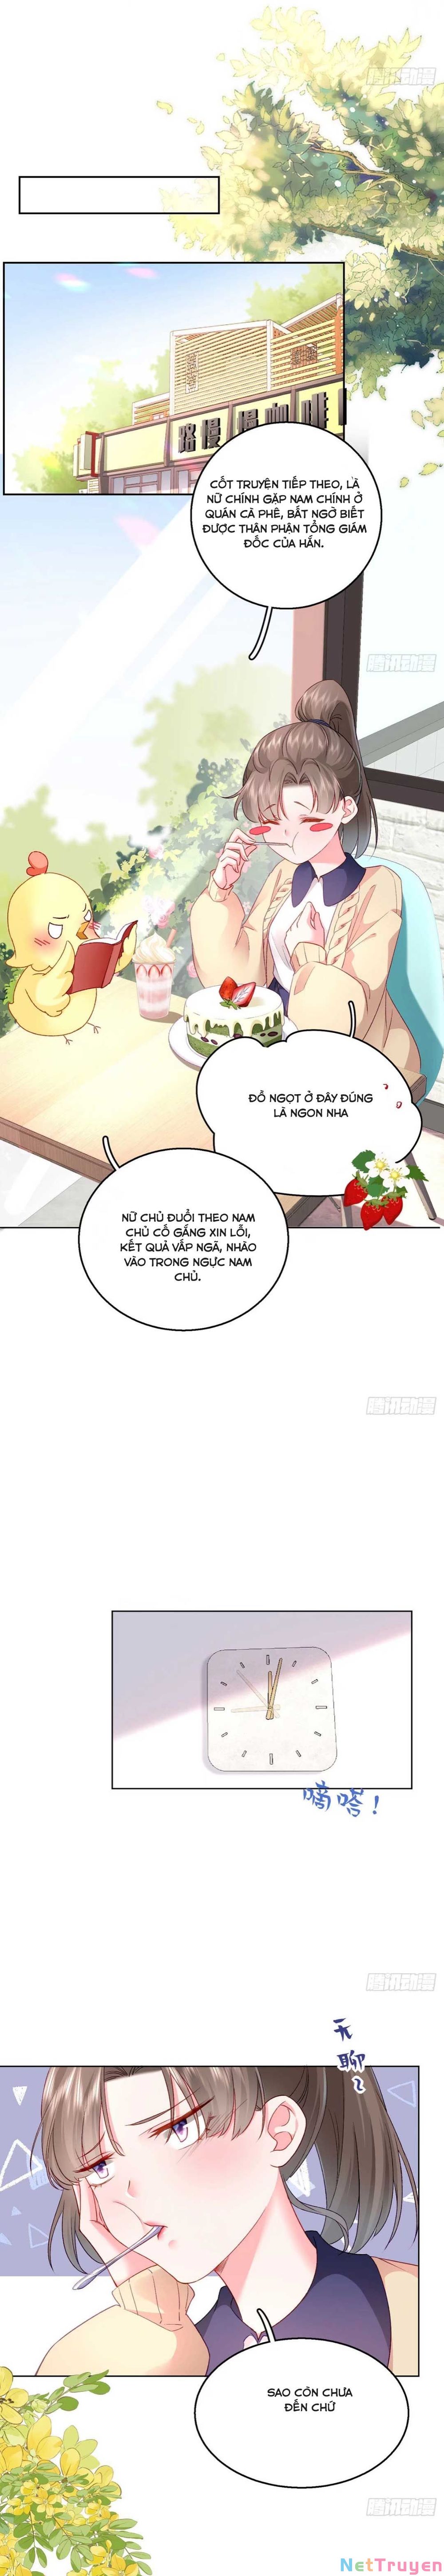 腾讯动漫
路慢慢咖啡
CỐT TRUYỆN TIẾP THEO, LÀ
NỮ CHÍNH GẶP NAM CHÍNH Ở
QUÁN CÀ PHÊ, BẤT NGỜ BIẾT
ĐƯỢC THÂN PHẬN TỔNG GIÁM
ĐỐC CỦA HẮN.
腾讯动漫
ĐỒ NGỌT Ở ĐÂY ĐÚNG
LÀ NGON NHA
NỮ CHỦ ĐUỔI THEO NAM
CHỦ CỐ GẮNG XIN LỖI,
KẾT QUẢ VẤP NGÃ, NHÀO
VÀO TRONG NGỰC NAM
CHỦ.
腾讯动漫
嘀嗒!
腾讯动漫
无聊~
SAO CÒN CHƯA
ĐẾN CHỨ
腾讯动漫
NetTruyen